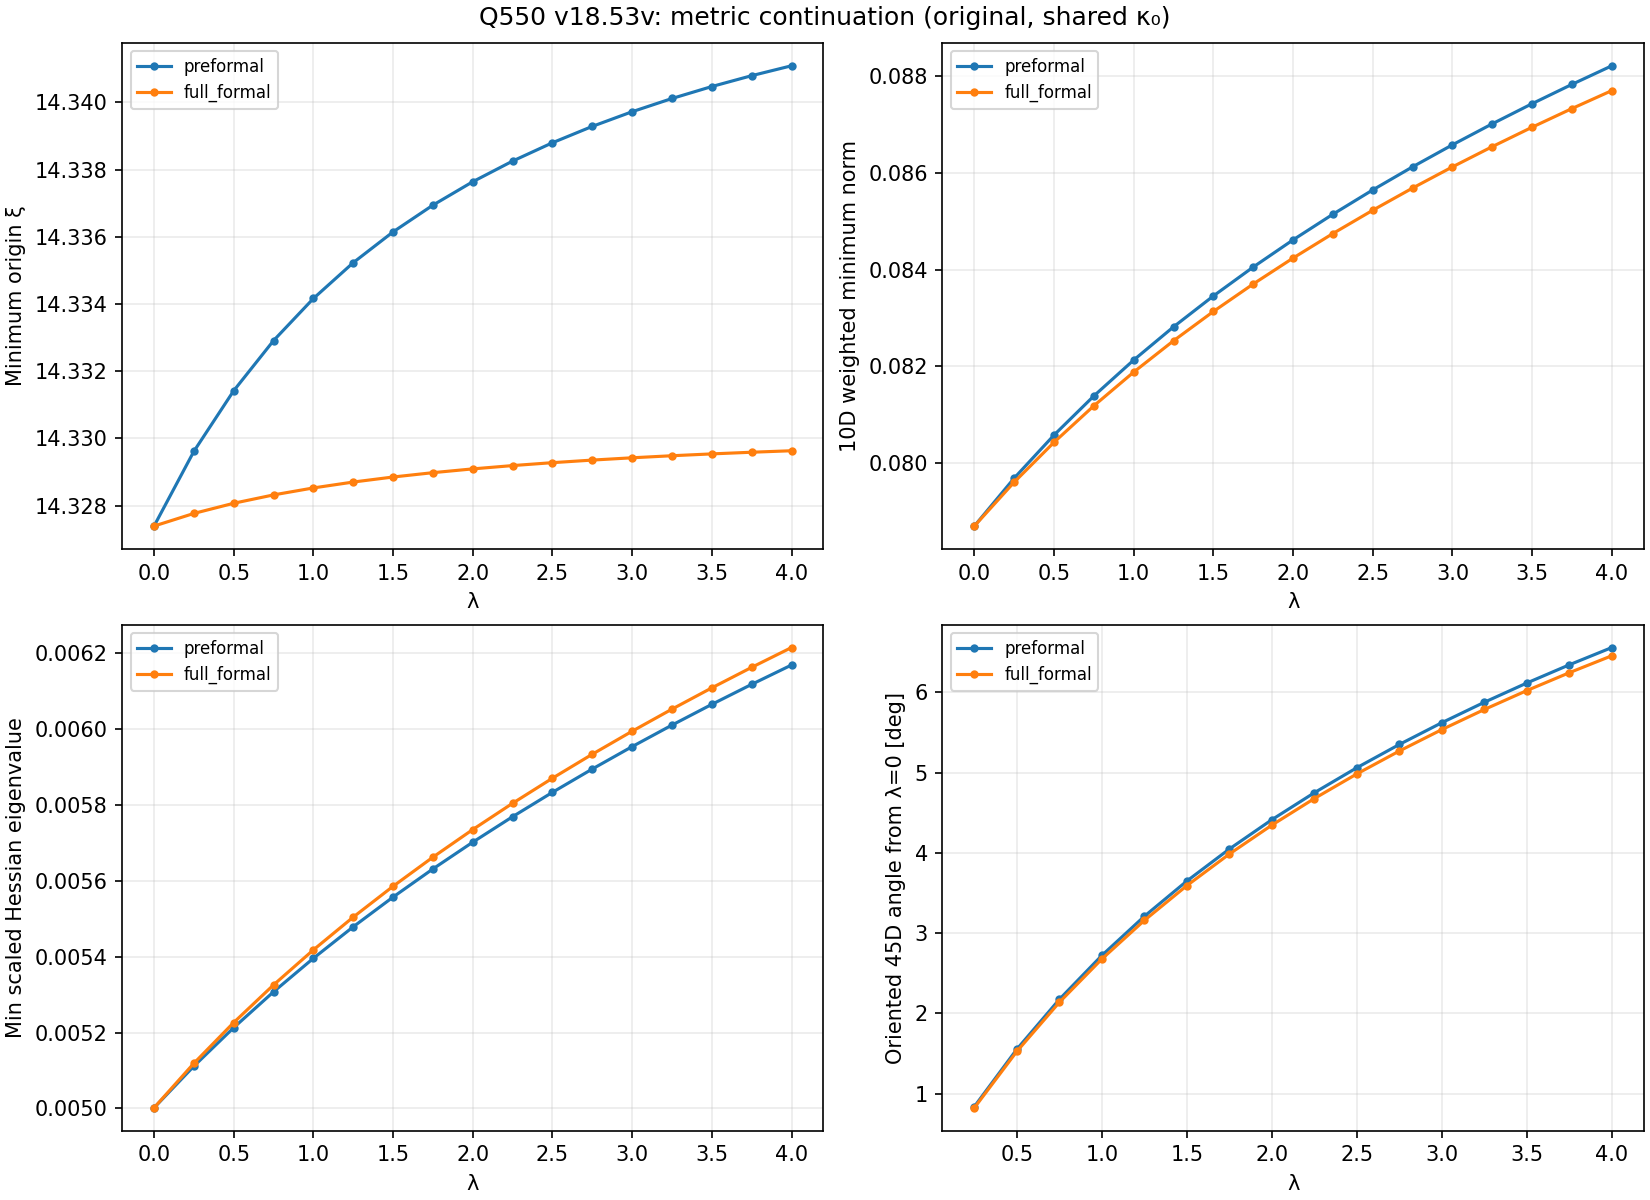 Q550 v18.53v: metric continuation (original, shared κ₀)
preformal
full_formal
Minimum origin ξ
14.340
14.338
14.336
14.334
14.332
14.330
14.328
0.0 0.5 1.0 1.5 2.0 2.5 3.0 3.5 4.0
λ
preformal
full_formal
10D weighted minimum norm
0.088
0.086
0.084
0.082
0.080
0.0 0.5 1.0 1.5 2.0 2.5 3.0 3.5 4.0
λ
preformal
full_formal
Min scaled Hessian eigenvalue
0.0062
0.0060
0.0058
0.0056
0.0054
0.0052
0.0050
0.0 0.5 1.0 1.5 2.0 2.5 3.0 3.5 4.0
λ
preformal
full_formal
Oriented 45D angle from λ=0 [deg]
6
5
4
3
2
1
0.5 1.0 1.5 2.0 2.5 3.0 3.5 4.0
λ